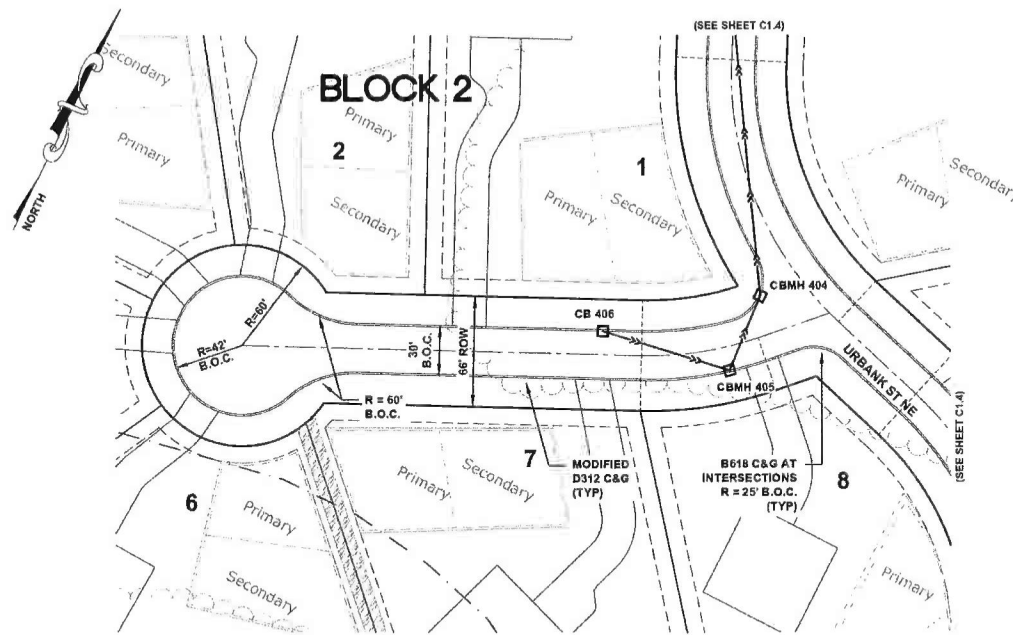 (SEE SHEET C1.4)
Secondary
BLOCK 2
Primary
Primary
2
1
Secondary
Primary
Secondary
Secondary
Primary
NORTH
R=60'
CBMH 404
CB 406
R=42'
B.O.C.
30'
B.O.C.
66' ROW
URBANK ST NE
CBMH 405
R = 60'
B.O.C.
(SEE SHEET C1.4)
7
MODIFIED
D312 C&G
(TYP)
B618 C&G AT
INTERSECTIONS
R = 25' B.O.C.
(TYP)
8
Primary
Secondary
6
Primary
Secondary
Primary